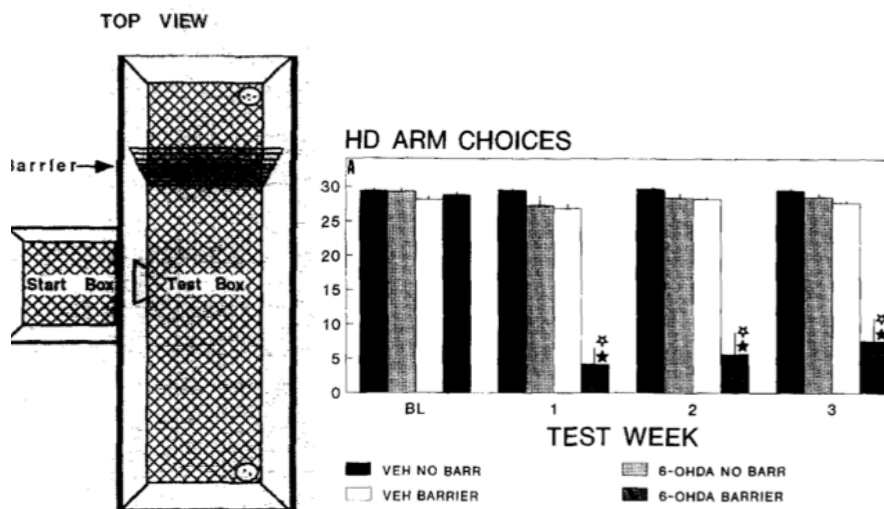 TOP VIEW
Barrier
Start Box
Test Box
HD ARM CHOICES
A
30
25
20
15
10
5
0
BL 1 2 3
TEST WEEK
VEH NO BARR
6-OHDA NO BARR
VEH BARRIER
6-OHDA BARRIER